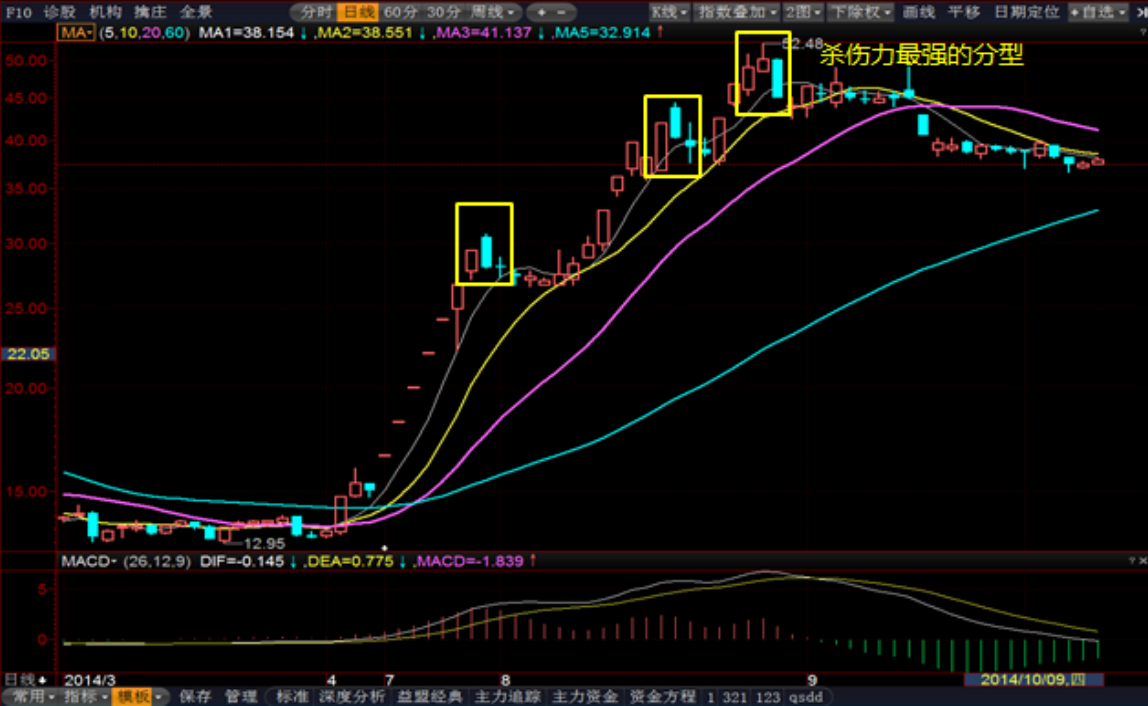 F10 诊股 机构 擒庄 全景 分时 日线 60分 30分 周线 + − K线 指数叠加 2图 下除权 画线 平移 日期定位 +自选
MA (5,10,20,60) MA1=38.154↓,MA2=38.551↓,MA3=41.137↓,MA5=32.914↑
52.48
杀伤力最强的分型
50.00
45.00
40.00
35.00
30.00
25.00
22.05
20.00
15.00
12.95
MACD (26,12,9) DIF=-0.145↓,DEA=0.775↓,MACD=-1.839↑
5
0
日线 2014/3 4 7 8 9 2014/10/09,四
常用 指标 模板 保存 管理 标准 深度分析 益盟经典 主力追踪 主力资金 资金方程 1 321 123 qsdd